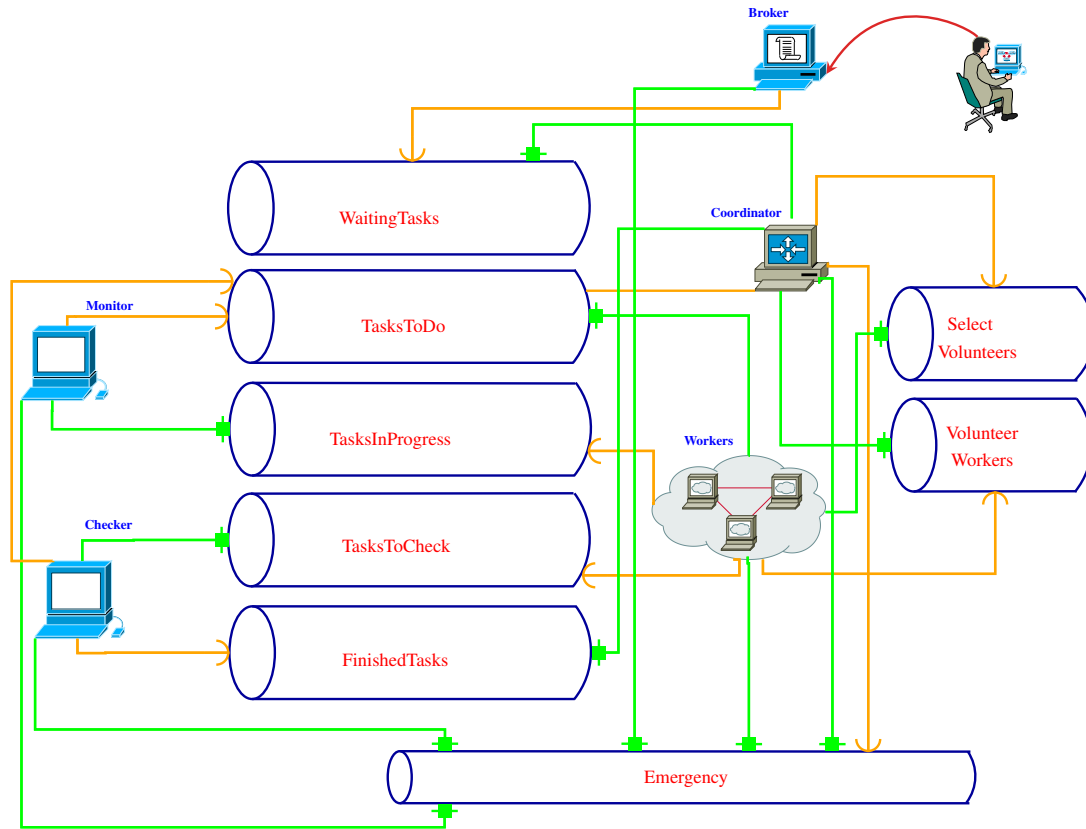 Broker
WaitingTasks
Coordinator
Monitor
TasksToDo
Select
Volunteers
TasksInProgress
Workers
Volunteer
Workers
Checker
TasksToCheck
FinishedTasks
Emergency